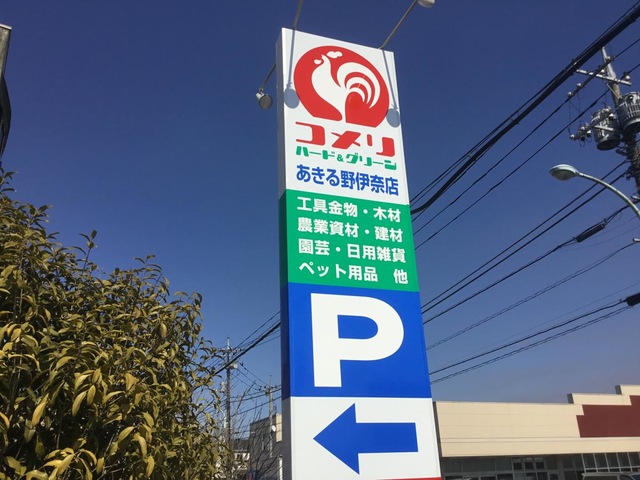 コメリ
ハード&グリーン
あきる野伊奈店
工具金物・木材
農業資材・建材
園芸・日用雑貨
ペット用品 他
P